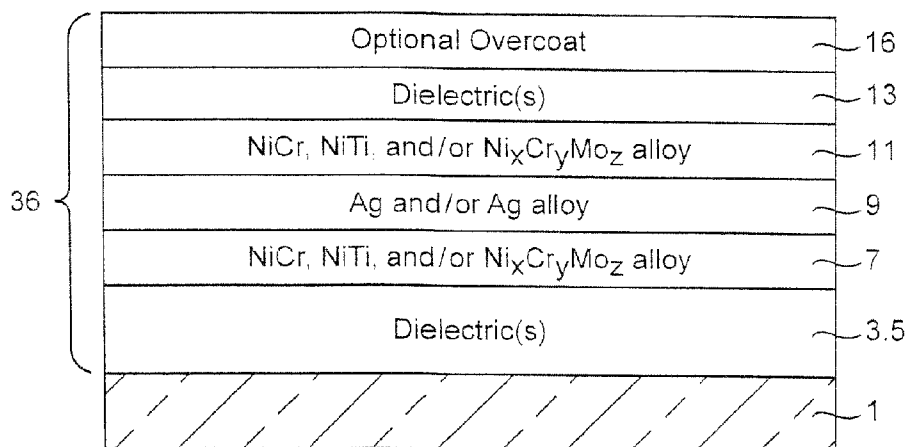 Optional Overcoat 16
Dielectric(s) 13
NiCr, NiTi, and/or NixCryMoz alloy 11
36 Ag and/or Ag alloy 9
NiCr, NiTi, and/or NixCryMoz alloy 7
Dielectric(s) 3.5
1